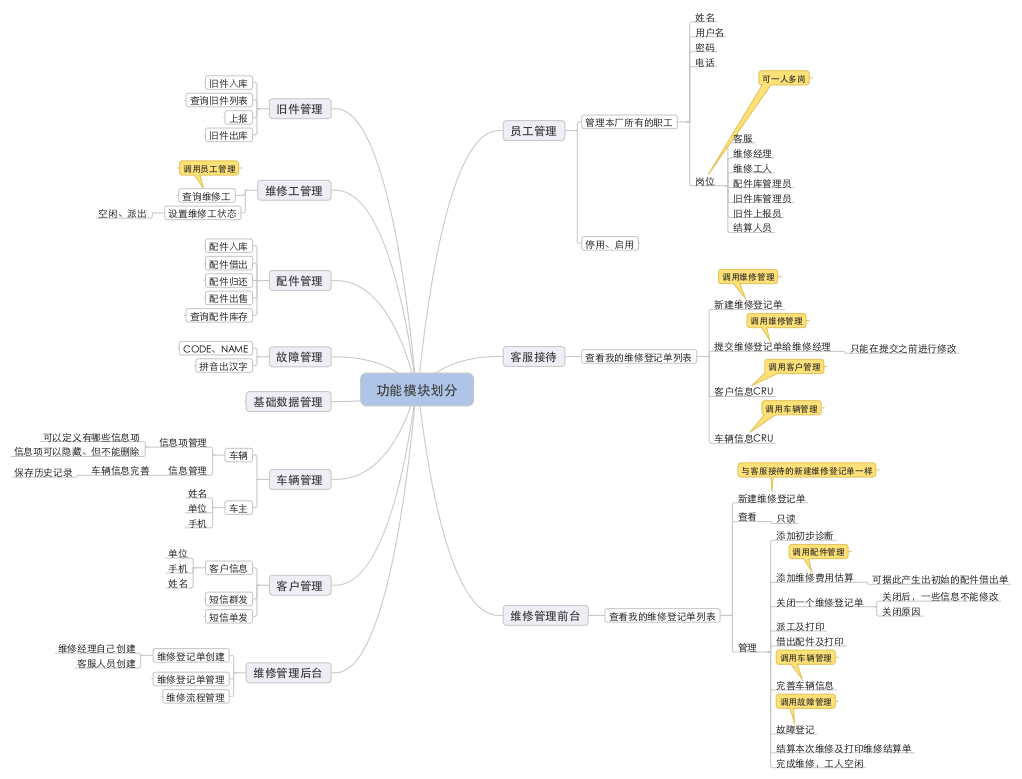 功能模块划分
旧件管理
旧件入库
查询旧件列表
上报
旧件出库
维修工管理
调用员工管理
查询维修工
设置维修工状态
空闲、派出
配件管理
配件入库
配件借出
配件归还
配件出售
查询配件库存
故障管理
CODE、NAME
拼音出汉字
基础数据管理
车辆管理
车辆
信息项管理
可以定义有哪些信息项
信息项可以隐藏、但不能删除
信息管理
车辆信息完善
保存历史记录
车主
姓名
单位
手机
客户管理
客户信息
单位
手机
姓名
短信群发
短信单发
维修管理后台
维修登记单创建
维修经理自己创建
客服人员创建
维修登记单管理
维修流程管理
员工管理
管理本厂所有的职工
姓名
用户名
密码
电话
可一人多岗
岗位
客服
维修经理
维修工人
配件库管理员
旧件库管理员
旧件上报员
结算人员
停用、启用
客服接待
查看我的维修登记单列表
调用维修管理
新建维修登记单
调用维修管理
提交维修登记单给维修经理
只能在提交之前进行修改
调用客户管理
客户信息CRU
调用车辆管理
车辆信息CRU
维修管理前台
查看我的维修登记单列表
与客服接待的新建维修登记单一样
新建维修登记单
查看
只读
管理
添加初步诊断
调用配件管理
添加维修费用估算
可据此产生出初始的配件借出单
关闭一个维修登记单
关闭后，一些信息不能修改
关闭原因
派工及打印
借出配件及打印
调用车辆管理
完善车辆信息
调用故障管理
故障登记
结算本次维修及打印维修结算单
完成维修，工人空闲